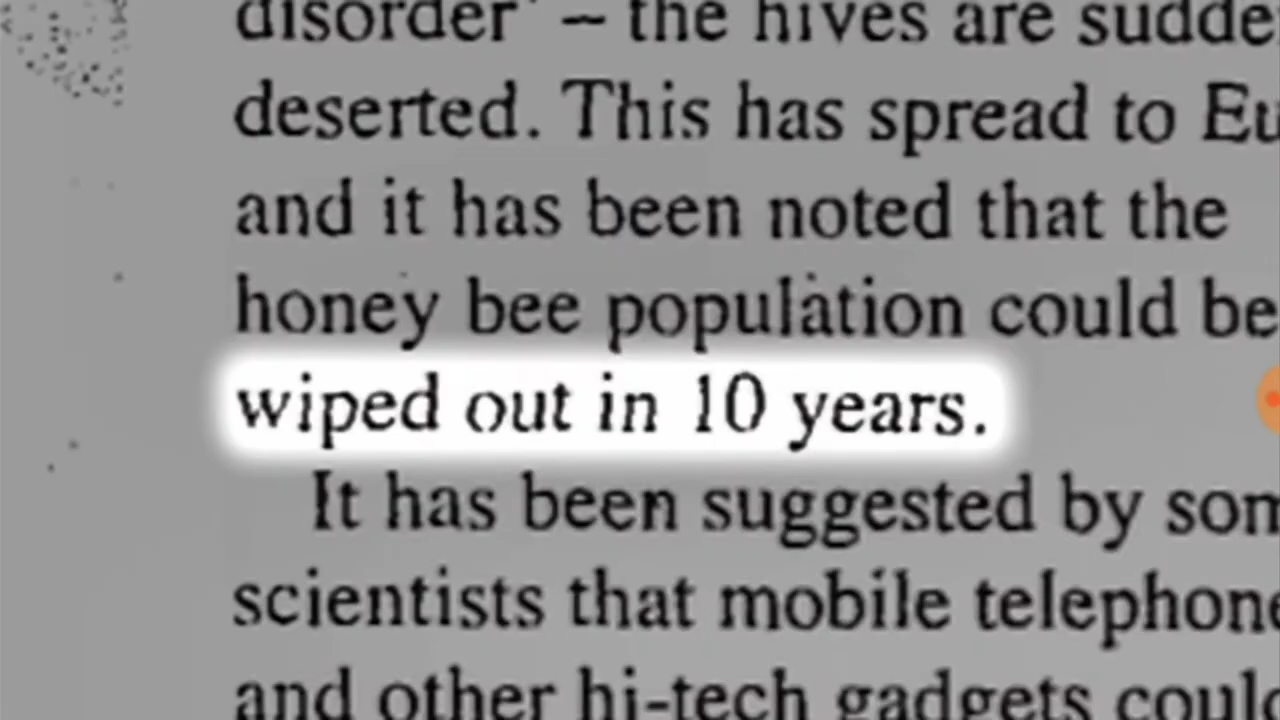 disorder' – the hives are sudde
deserted. This has spread to Eu
and it has been noted that the
honey bee population could be
wiped out in 10 years.
It has been suggested by som
scientists that mobile telephone
and other hi-tech gadgets could